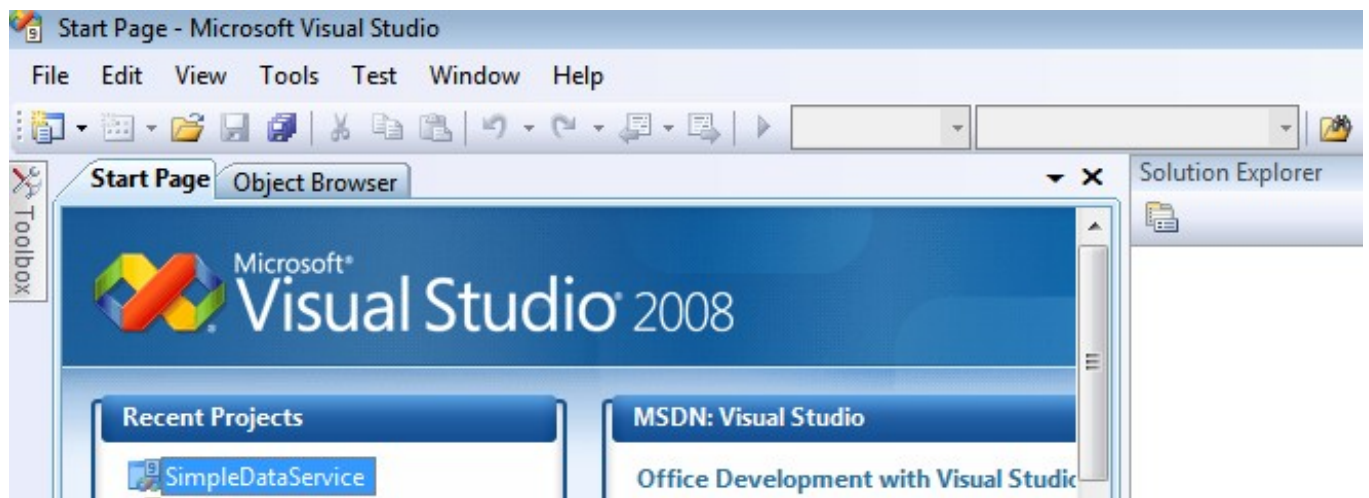 Start Page - Microsoft Visual Studio
File Edit View Tools Test Window Help
Toolbox
Start Page Object Browser
Solution Explorer
Microsoft
Visual Studio 2008
Recent Projects
MSDN: Visual Studio
9 SimpleDataService
Office Development with Visual Studio